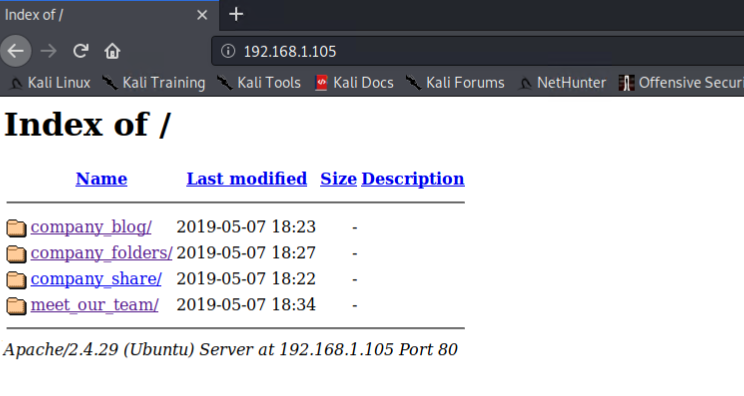 Index of /
192.168.1.105
Kali Linux Kali Training Kali Tools Kali Docs Kali Forums NetHunter Offensive Securi
Index of /
Name Last modified Size Description
company_blog/ 2019-05-07 18:23 -
company_folders/ 2019-05-07 18:27 -
company_share/ 2019-05-07 18:22 -
meet_our_team/ 2019-05-07 18:34 -
Apache/2.4.29 (Ubuntu) Server at 192.168.1.105 Port 80